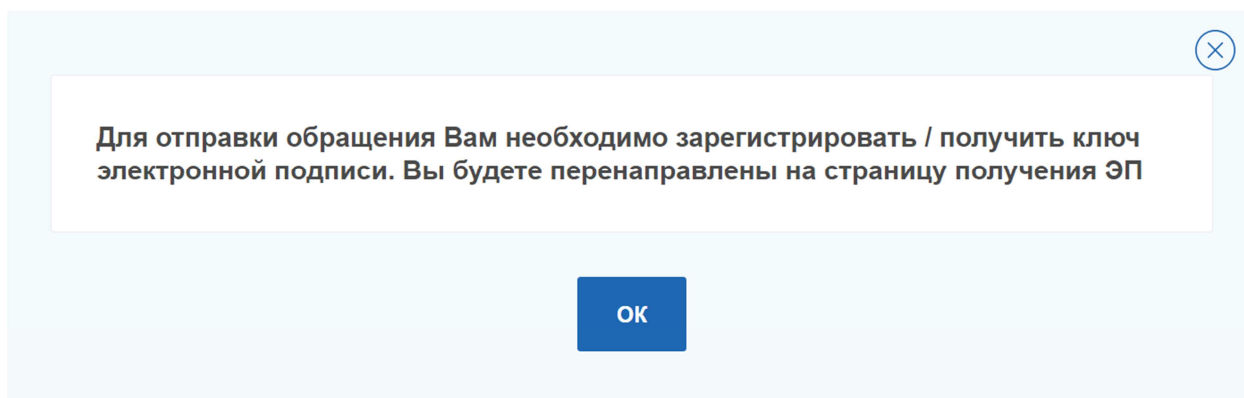 Для отправки обращения Вам необходимо зарегистрировать / получить ключ
электронной подписи. Вы будете перенаправлены на страницу получения ЭП
ОК